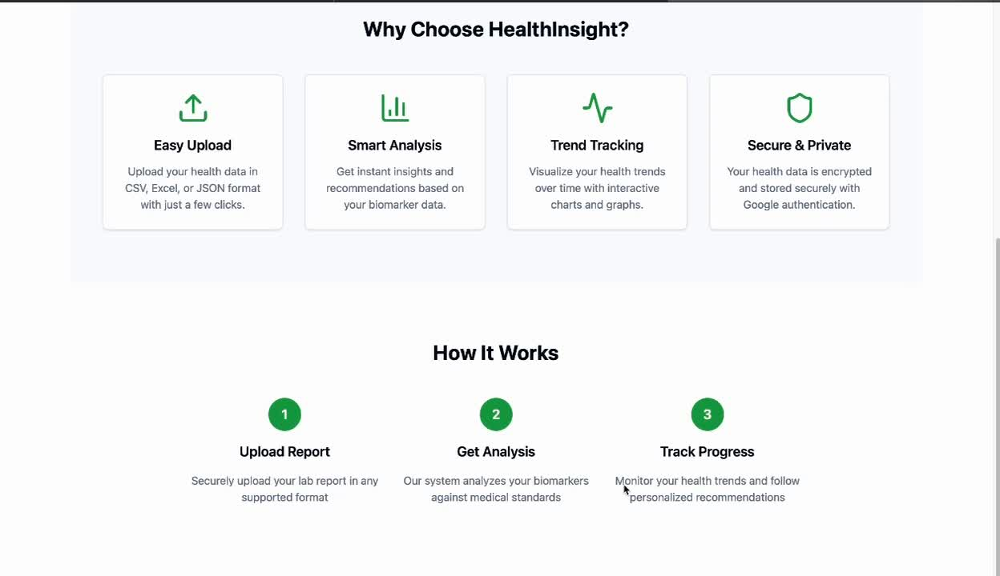 Why Choose HealthInsight?
Easy Upload
Upload your health data in
CSV, Excel, or JSON format
with just a few clicks.
Smart Analysis
Get instant insights and
recommendations based on
your biomarker data.
Trend Tracking
Visualize your health trends
over time with interactive
charts and graphs.
Secure & Private
Your health data is encrypted
and stored securely with
Google authentication.
How It Works
1
Upload Report
Securely upload your lab report in any
supported format
2
Get Analysis
Our system analyzes your biomarkers
against medical standards
3
Track Progress
Monitor your health trends and follow
personalized recommendations